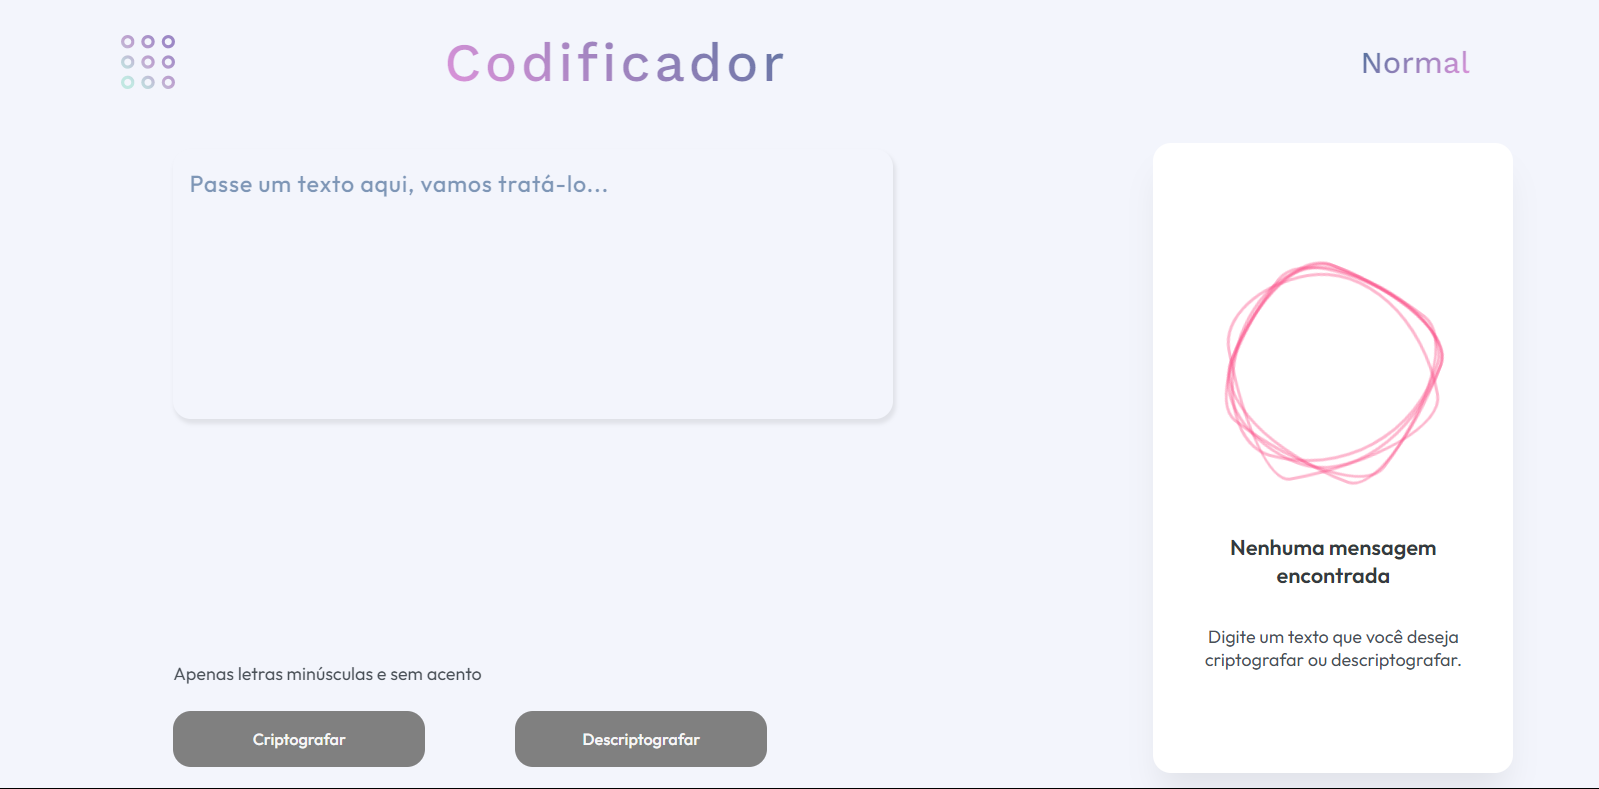 Codificador
Normal
Passe um texto aqui, vamos tratá-lo...
Nenhuma mensagem
encontrada
Digite um texto que você deseja
criptografar ou descriptografar.
Apenas letras minúsculas e sem acento
Criptografar
Descriptografar